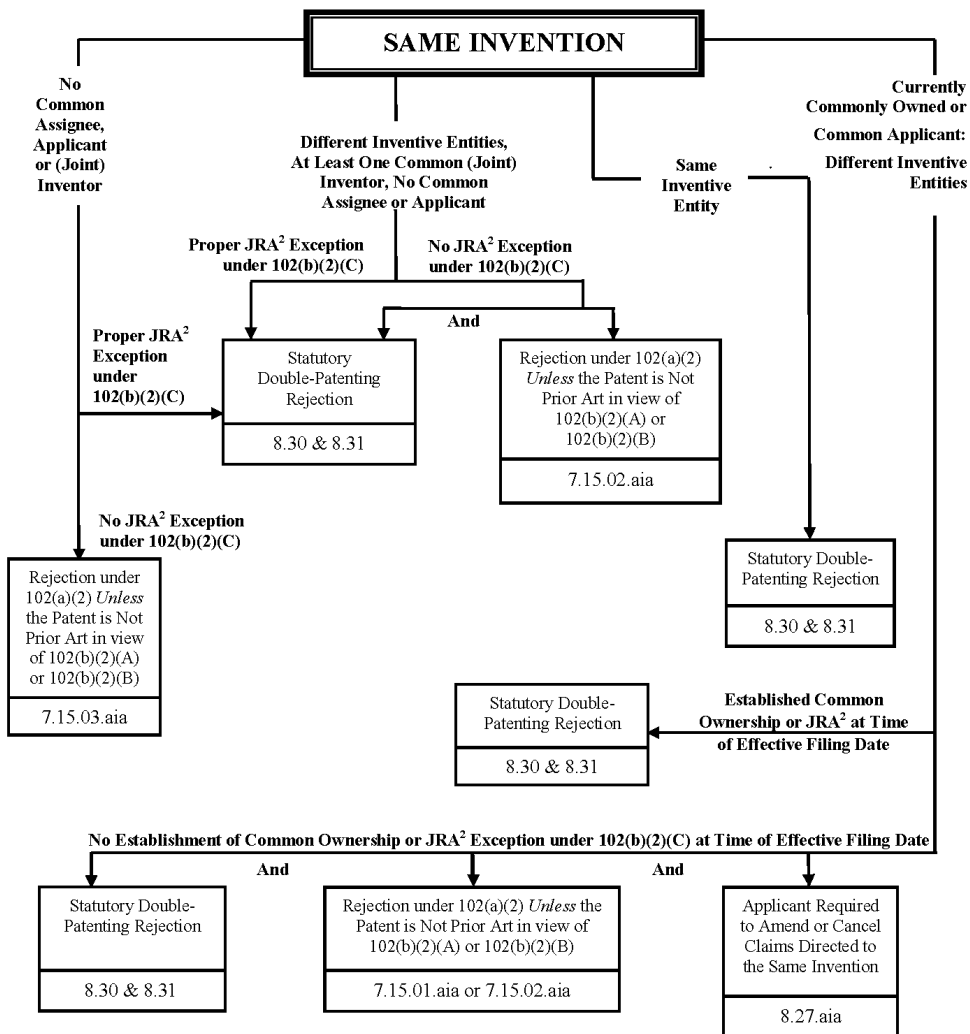 SAME INVENTION
No
Common
Assignee,
Applicant
or (Joint)
Inventor
Different Inventive Entities,
At Least One Common (Joint)
Inventor, No Common
Assignee or Applicant
Same
Inventive
Entity
Currently
Commonly Owned or
Common Applicant:
Different Inventive
Entities
Proper JRA² Exception
under 102(b)(2)(C)
No JRA² Exception
under 102(b)(2)(C)
And
Proper JRA²
Exception
under
102(b)(2)(C)
Statutory
Double-Patenting
Rejection
8.30 & 8.31
Rejection under 102(a)(2)
Unless the Patent is Not
Prior Art in view of
102(b)(2)(A) or
102(b)(2)(B)
7.15.02.aia
No JRA² Exception
under 102(b)(2)(C)
Rejection under
102(a)(2) Unless
the Patent is Not
Prior Art in view
of 102(b)(2)(A)
or 102(b)(2)(B)
7.15.03.aia
Statutory Double-
Patenting Rejection
8.30 & 8.31
Statutory Double-
Patenting Rejection
8.30 & 8.31
Established Common
Ownership or JRA² at Time
of Effective Filing Date
No Establishment of Common Ownership or JRA² Exception under 102(b)(2)(C) at Time of Effective Filing Date
And
And
Statutory Double-
Patenting Rejection
8.30 & 8.31
Rejection under 102(a)(2) Unless the
Patent is Not Prior Art in view of
102(b)(2)(A) or 102(b)(2)(B)
7.15.01.aia or 7.15.02.aia
Applicant Required
to Amend or Cancel
Claims Directed to
the Same Invention
8.27.aia